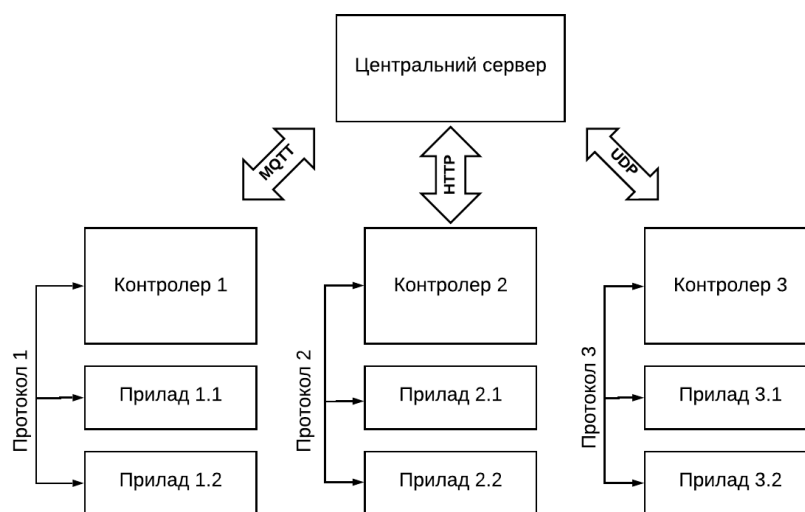 Центральний сервер
MQTT
HTTP
UDP
Контролер 1
Контролер 2
Контролер 3
Протокол 1
Протокол 2
Протокол 3
Прилад 1.1
Прилад 2.1
Прилад 3.1
Прилад 1.2
Прилад 2.2
Прилад 3.2